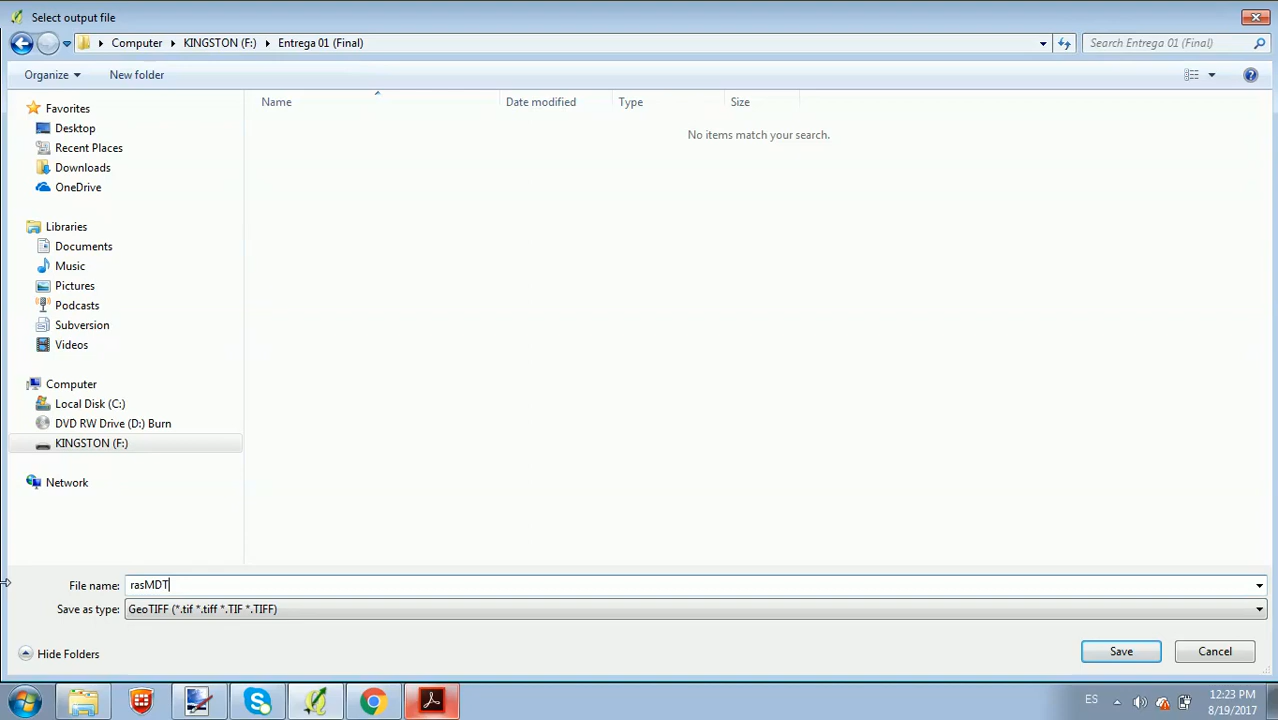 Select output file
Computer KINGSTON (F:) Entrega 01 (Final) Search Entrega 01 (Final)
Organize New folder
Name Date modified Type Size
No items match your search.
Favorites
Desktop
Recent Places
Downloads
OneDrive
Libraries
Documents
Music
Pictures
Podcasts
Subversion
Videos
Computer
Local Disk (C:)
DVD RW Drive (D:) Burn
KINGSTON (F:)
Network
File name: rasMDT
Save as type: GeoTIFF (*.tif *.tiff *.TIF *.TIFF)
Hide Folders Save Cancel
ES 12:23 PM
8/19/2017